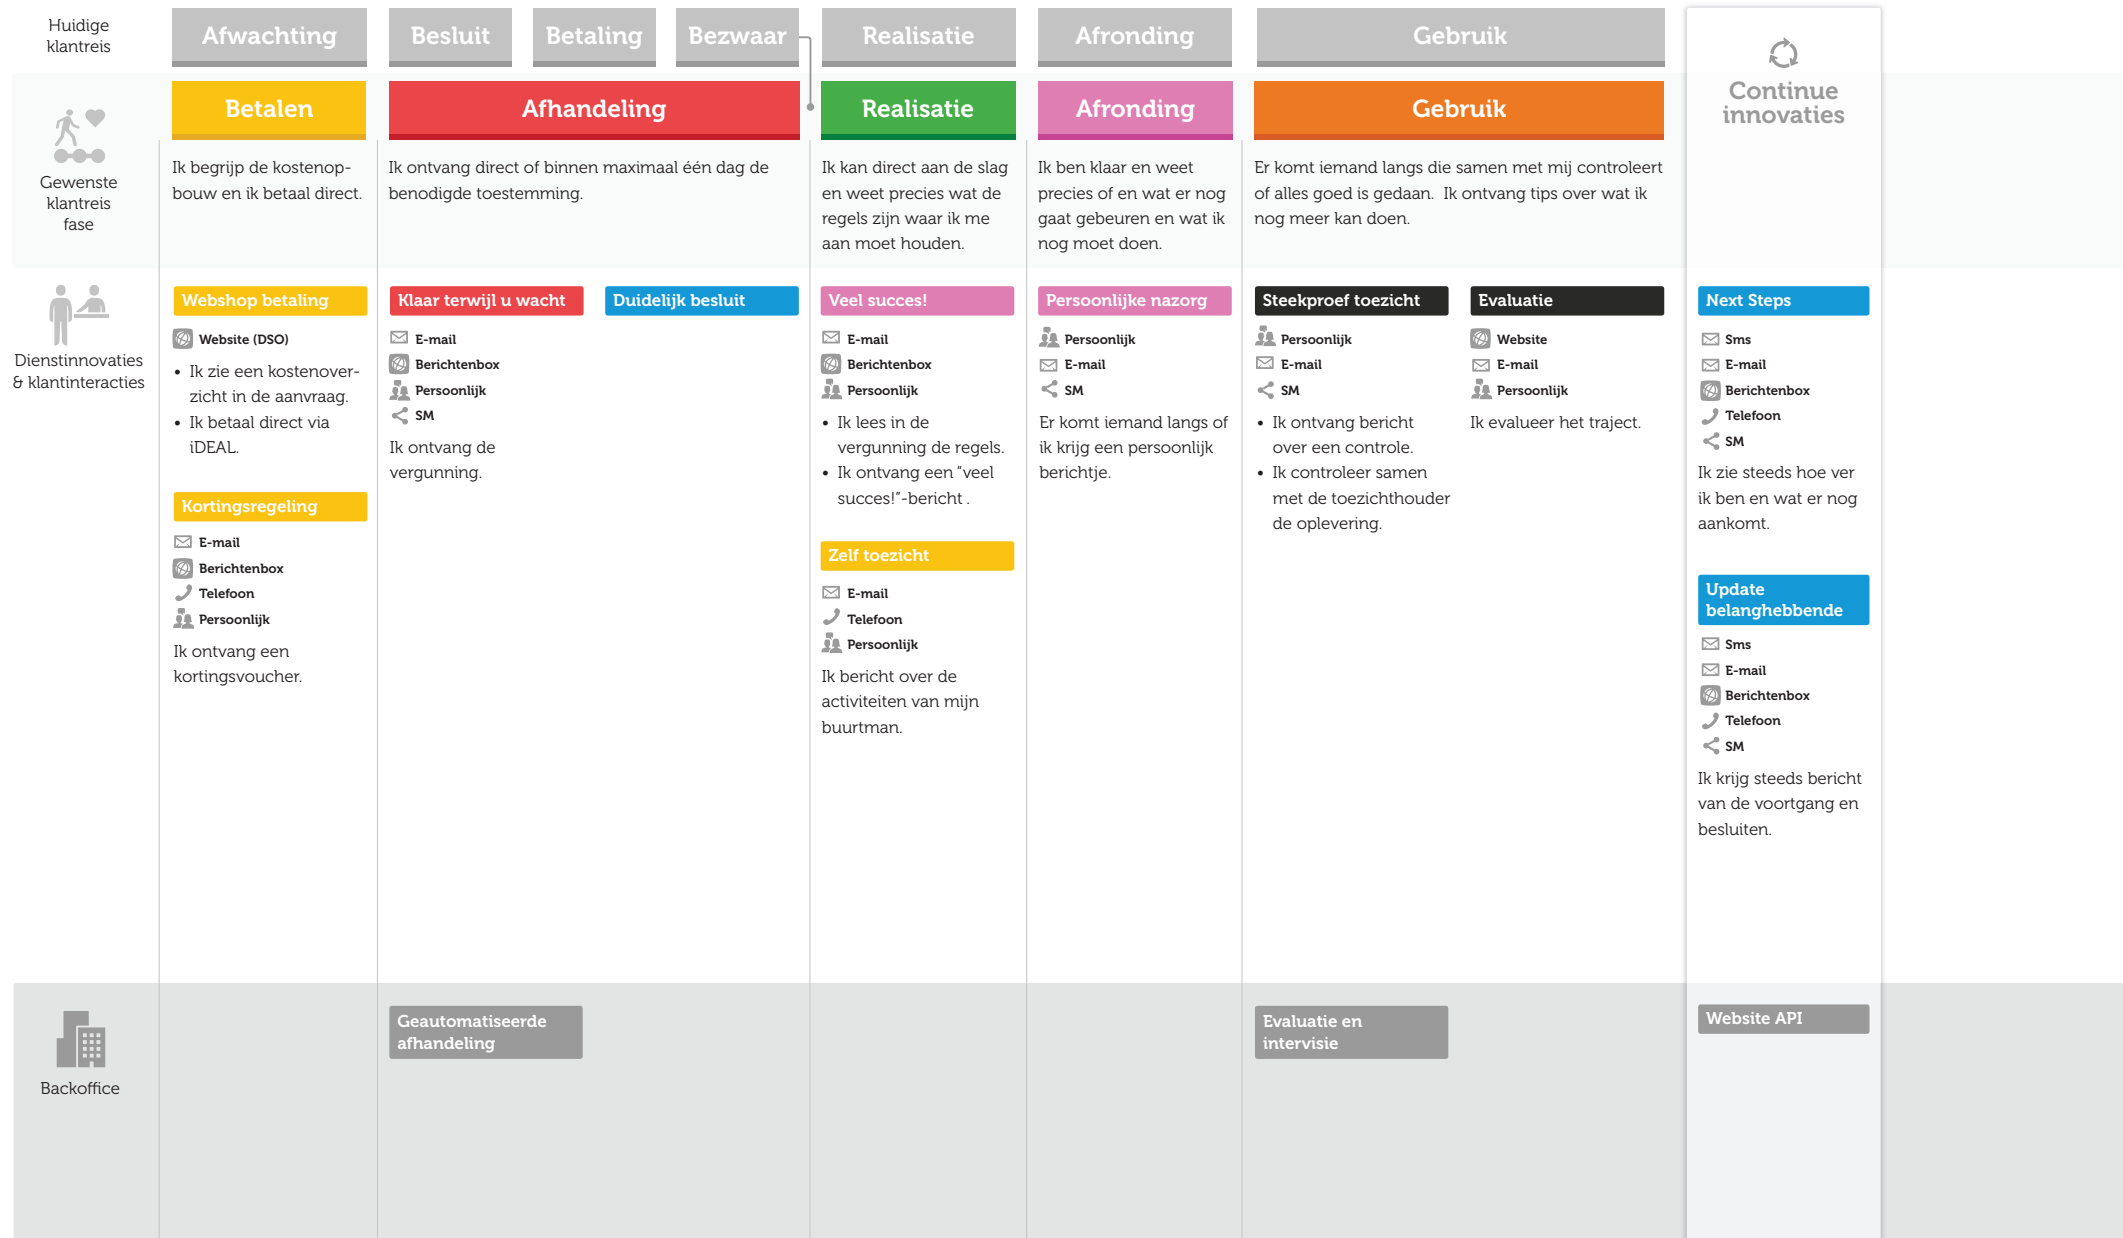 Huidige
klantreis
Afwachting
Besluit
Betaling
Bezwaar
Realisatie
Afronding
Gebruik
Continue
innovaties
Gewenste
klantreis
fase
Betalen
Afhandeling
Realisatie
Afronding
Gebruik
Ik begrijp de kostenop-
bouw en ik betaal direct.
Ik ontvang direct of binnen maximaal één dag de
benodigde toestemming.
Ik kan direct aan de slag
en weet precies wat de
regels zijn waar ik me
aan moet houden.
Ik ben klaar en weet
precies of en wat er nog
gaat gebeuren en wat ik
nog moet doen.
Er komt iemand langs die samen met mij controleert
of alles goed is gedaan. Ik ontvang tips over wat ik
nog meer kan doen.
Dienstinnovaties
& klantinteracties
Webshop betaling
Website (DSO)
• Ik zie een kostenover-
zicht in de aanvraag.
• Ik betaal direct via
iDEAL.
Kortingsregeling
E-mail
Berichtenbox
Telefoon
Persoonlijk
Ik ontvang een
kortingsvoucher.
Klaar terwijl u wacht
E-mail
Berichtenbox
Persoonlijk
SM
Ik ontvang de
vergunning.
Duidelijk besluit
Veel succes!
E-mail
Berichtenbox
Persoonlijk
• Ik lees in de
vergunning de regels.
• Ik ontvang een “veel
succes!”-bericht .
Zelf toezicht
E-mail
Telefoon
Persoonlijk
Ik bericht over de
activiteiten van mijn
buurtman.
Persoonlijke nazorg
Persoonlijk
E-mail
SM
Er komt iemand langs of
ik krijg een persoonlijk
berichtje.
Steekproef toezicht
Persoonlijk
E-mail
SM
• Ik ontvang bericht
over een controle.
• Ik controleer samen
met de toezichthouder
de oplevering.
Evaluatie
Website
E-mail
Persoonlijk
Ik evalueer het traject.
Next Steps
Sms
E-mail
Berichtenbox
Telefoon
SM
Ik zie steeds hoe ver
ik ben en wat er nog
aankomt.
Update
belanghebbende
Sms
E-mail
Berichtenbox
Telefoon
SM
Ik krijg steeds bericht
van de voortgang en
besluiten.
Backoffice
Geautomatiseerde
afhandeling
Evaluatie en
intervisie
Website API